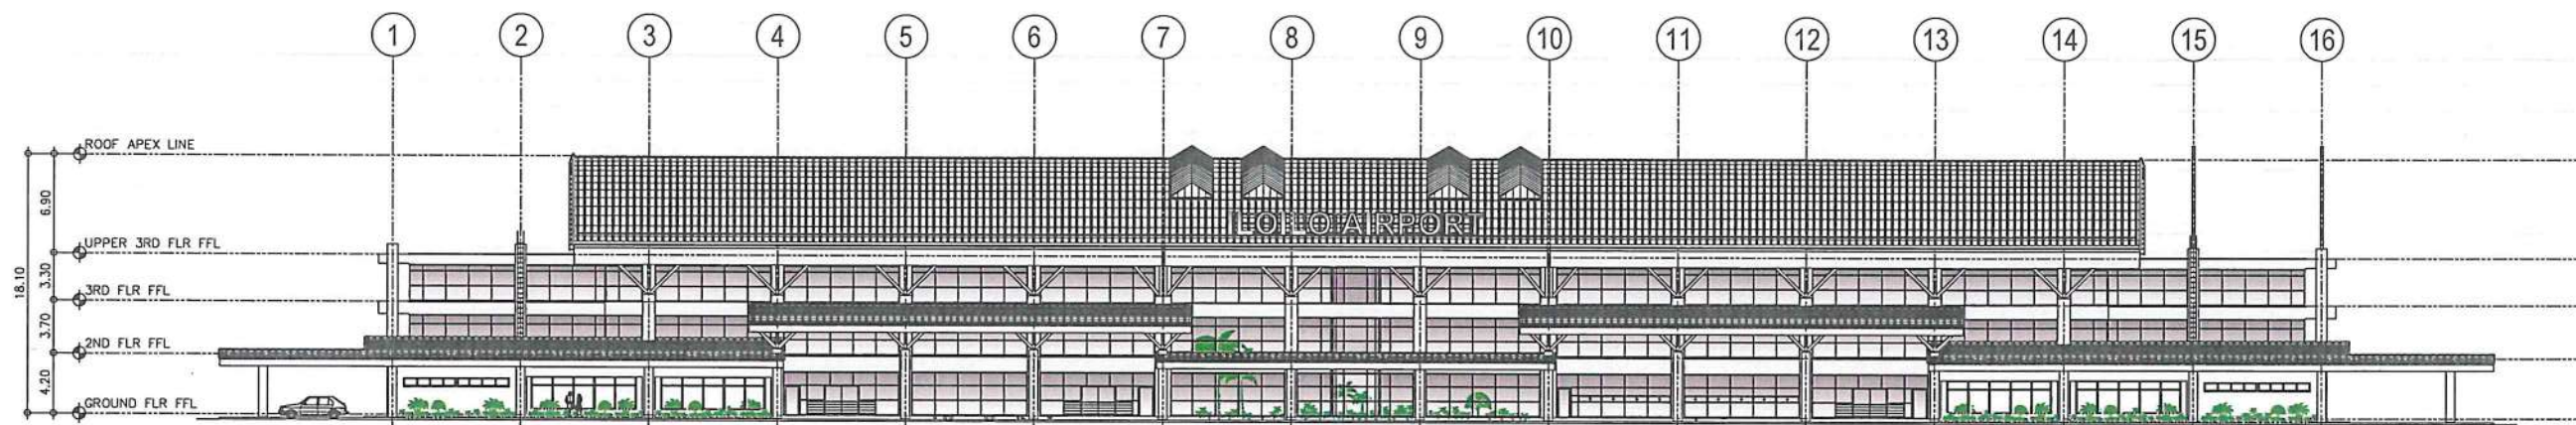 1 2 3 4 5 6 7 8 9 10 11 12 13 14 15 16
ROOF APEX LINE
6.90
ILOILO AIRPORT
UPPER 3RD FLR FFL
3.30
18.10
3RD FLR FFL
3.70
2ND FLR FFL
4.20
GROUND FLR FFL